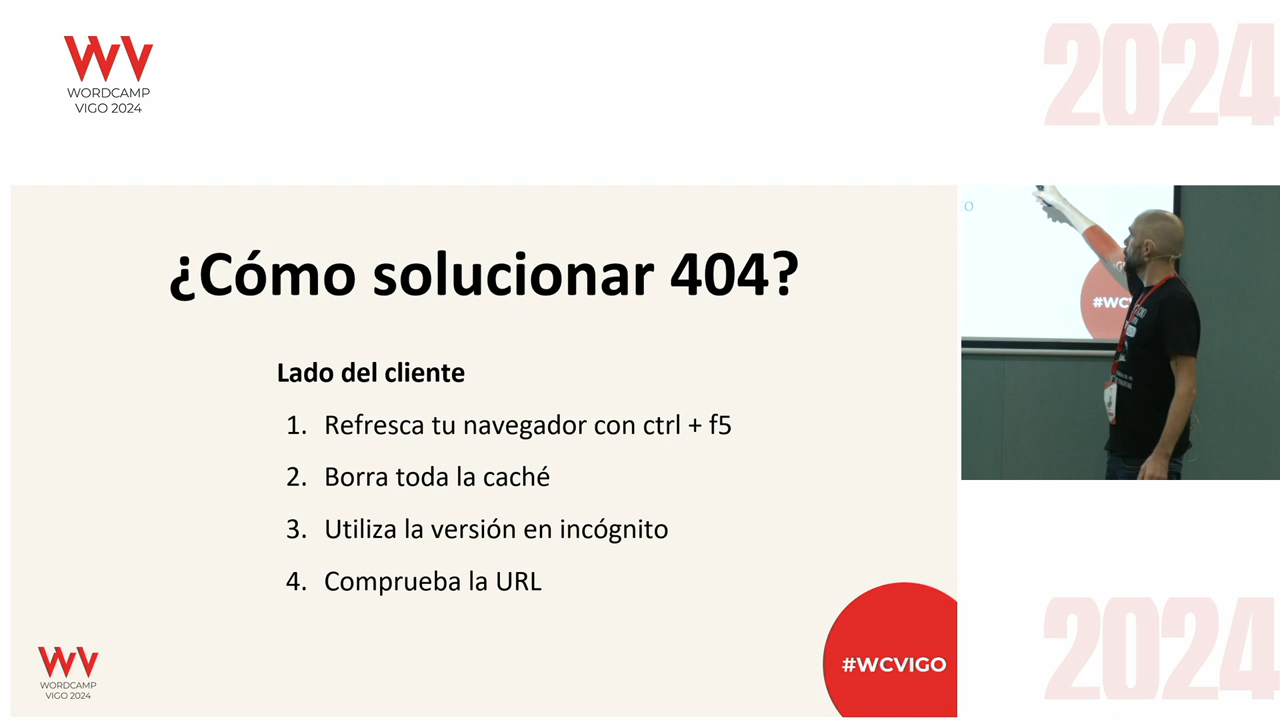 WORDCAMP
VIGO 2024
2024
¿Cómo solucionar 404?
Lado del cliente
1. Refresca tu navegador con ctrl + f5
2. Borra toda la caché
3. Utiliza la versión en incógnito
4. Comprueba la URL
WORDCAMP
VIGO 2024
#WCVIGO
#WC
2024